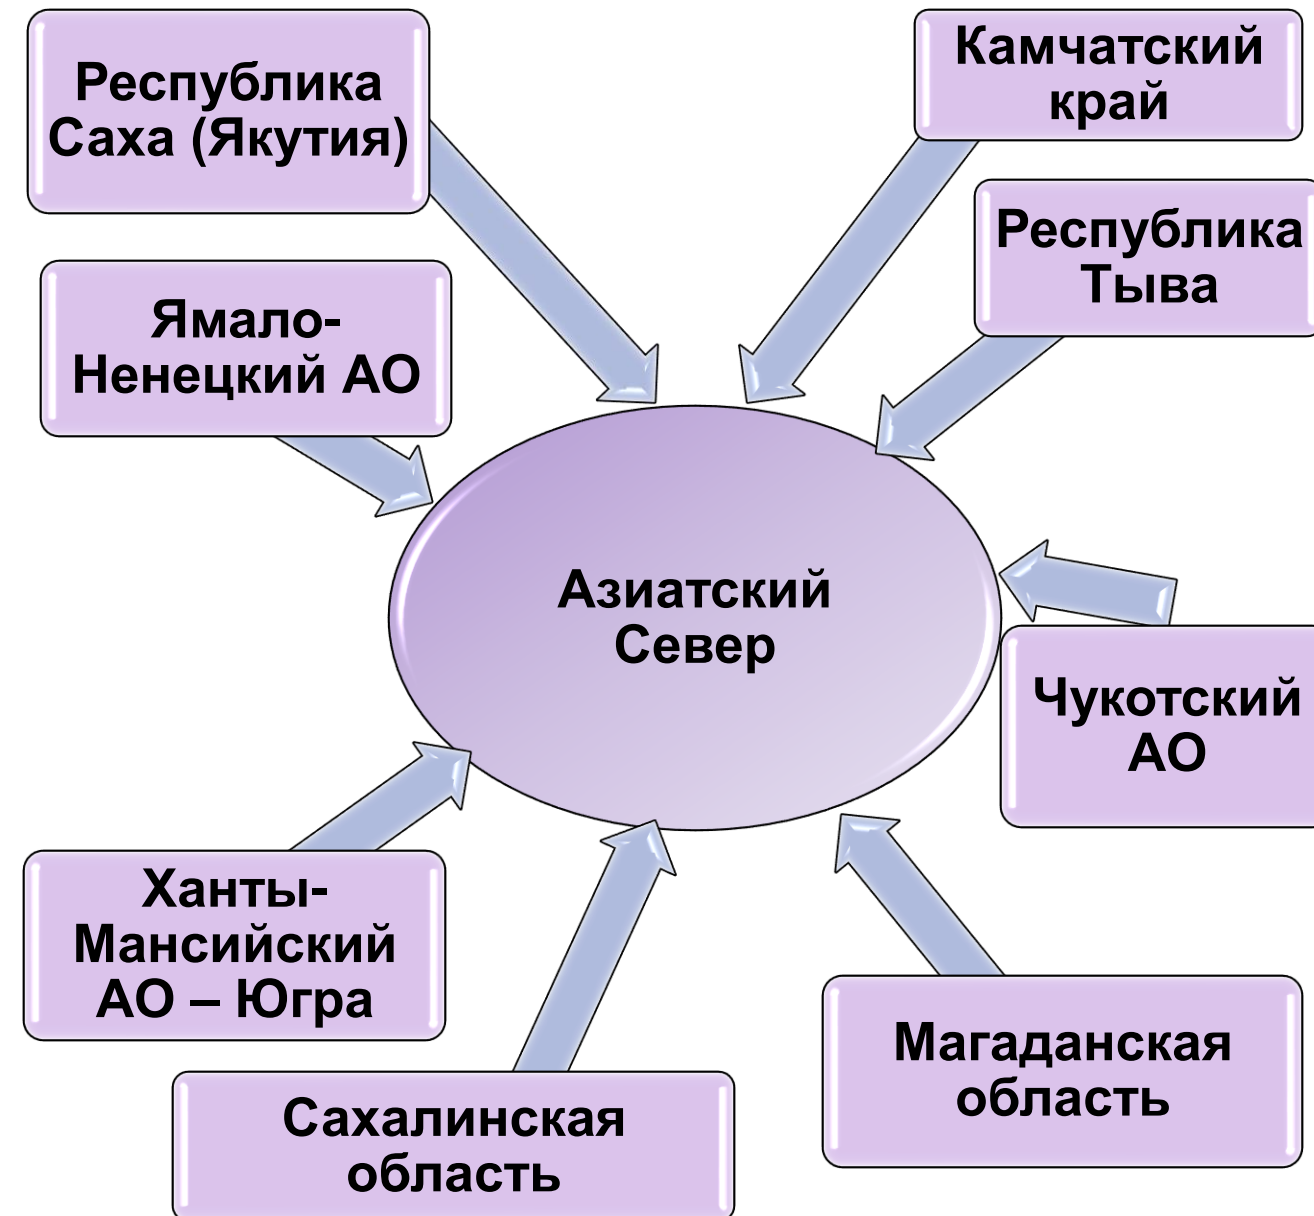 Республика
Саха (Якутия)
Камчатский
край
Республика
Тыва
Ямало-
Ненецкий АО
Азиатский
Север
Чукотский
АО
Ханты-
Мансийский
АО – Югра
Магаданская
область
Сахалинская
область